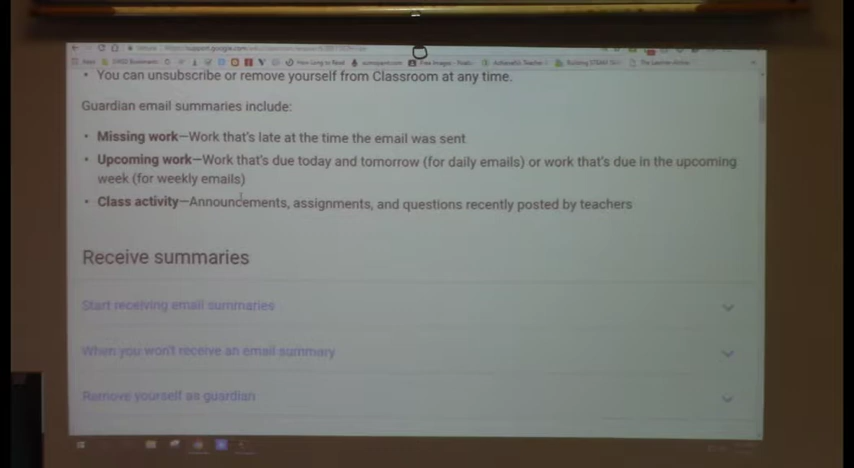 • You can unsubscribe or remove yourself from Classroom at any time.
Guardian email summaries include:
• Missing work—Work that's late at the time the email was sent
• Upcoming work—Work that's due today and tomorrow (for daily emails) or work that's due in the upcoming
week (for weekly emails)
• Class activity—Announcements, assignments, and questions recently posted by teachers
Receive summaries
Start receiving email summaries
When you won't receive an email summary
Remove yourself as guardian